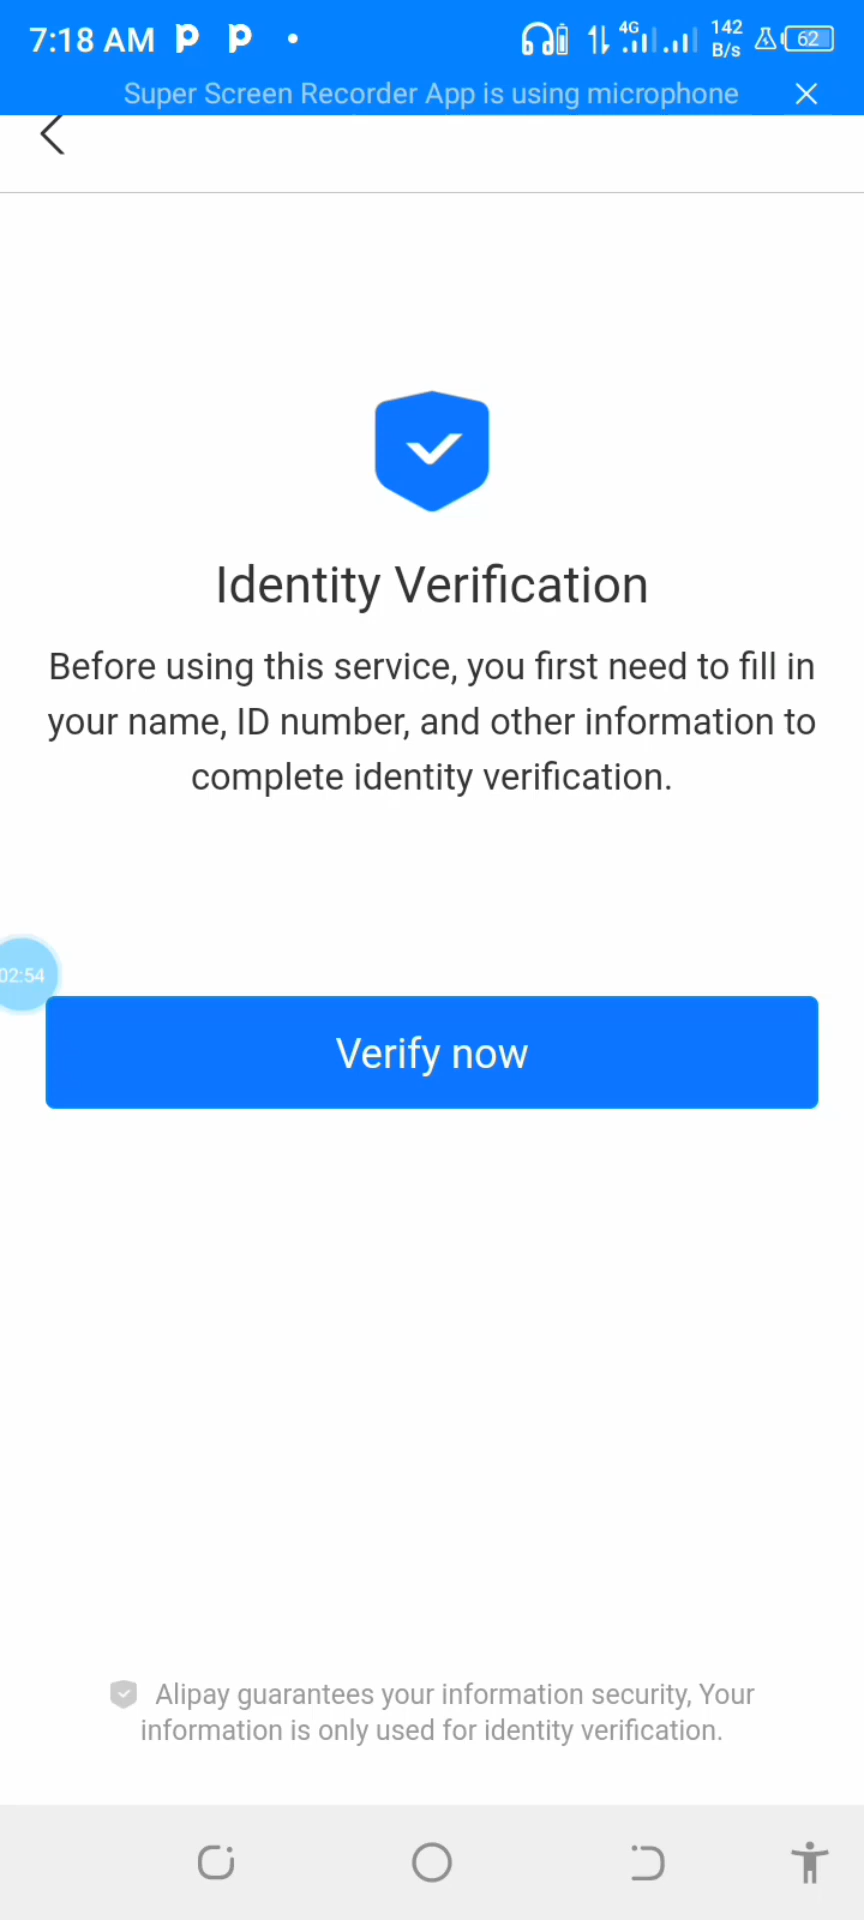 7:18 AM P P • 4G 142 B/s 62
Super Screen Recorder App is using microphone
Identity Verification
Before using this service, you first need to fill in
your name, ID number, and other information to
complete identity verification.
02:54
Verify now
Alipay guarantees your information security, Your
information is only used for identity verification.